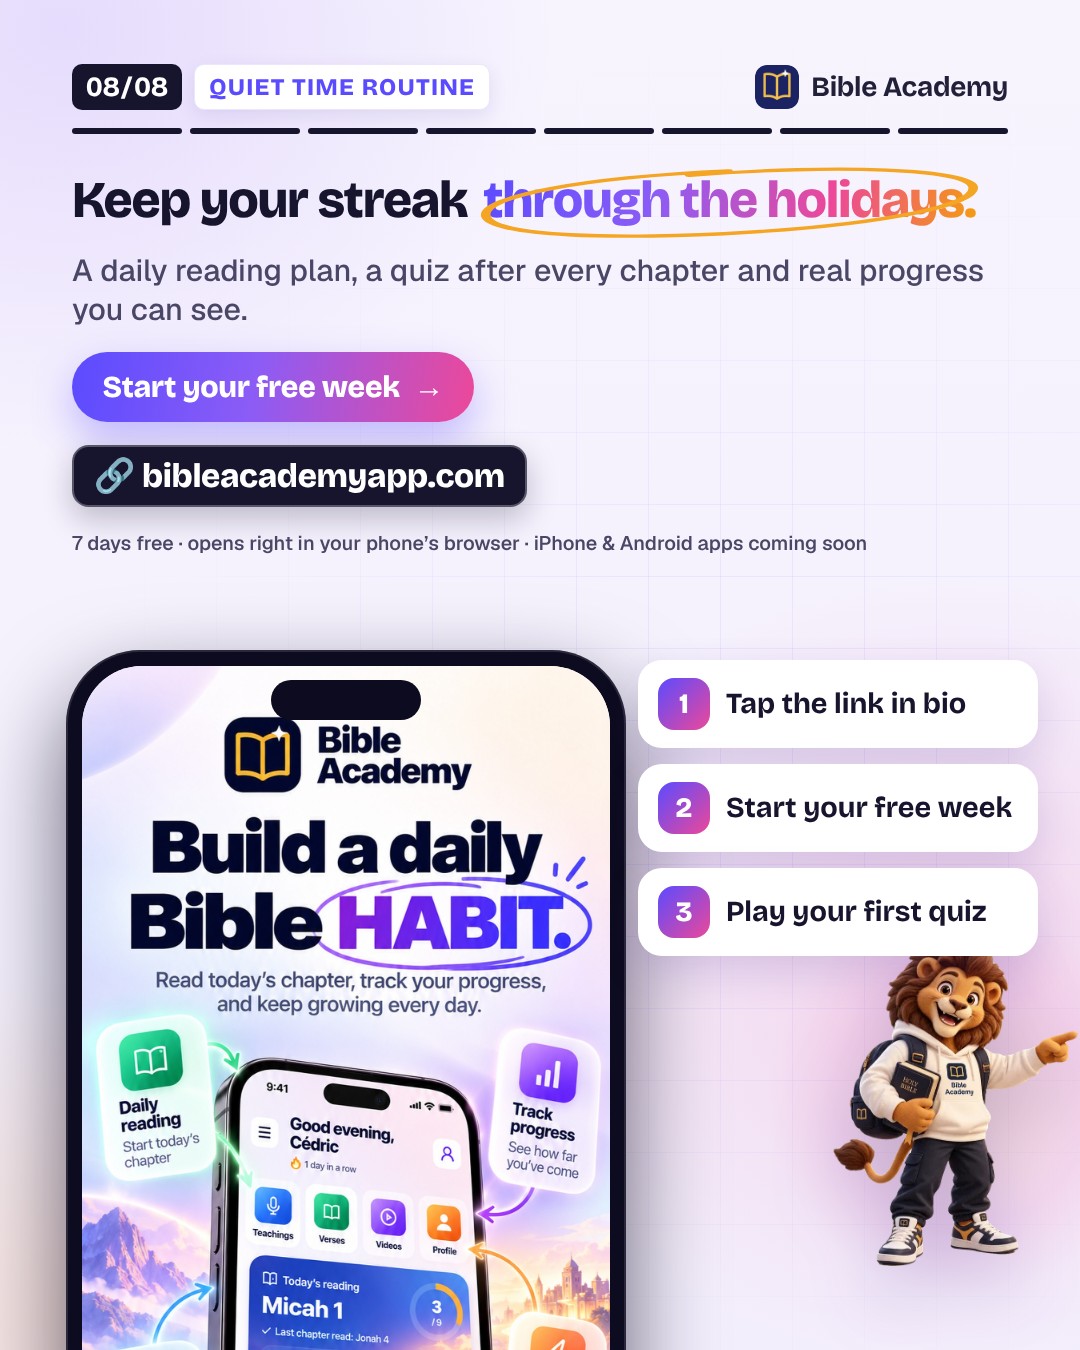 08/08
QUIET TIME ROUTINE
Bible Academy
Keep your streak through the holidays.
A daily reading plan, a quiz after every chapter and real progress
you can see.
Start your free week →
🔗 bibleacademyapp.com
7 days free · opens right in your phone’s browser · iPhone & Android apps coming soon
1 Tap the link in bio
2 Start your free week
3 Play your first quiz
Bible
Academy
Build a daily
Bible HABIT.
Read today’s chapter, track your progress,
and keep growing every day.
Daily
reading
Start today’s
chapter
Track
progress
See how far
you’ve come
9:41
Good evening,
Cédric
🔥 1 day in a row
Teachings
Verses
Videos
Profile
Today’s reading
Micah 1
✓ Last chapter read: Jonah 4
3
/9
HOLY
BIBLE
Bible
Academy